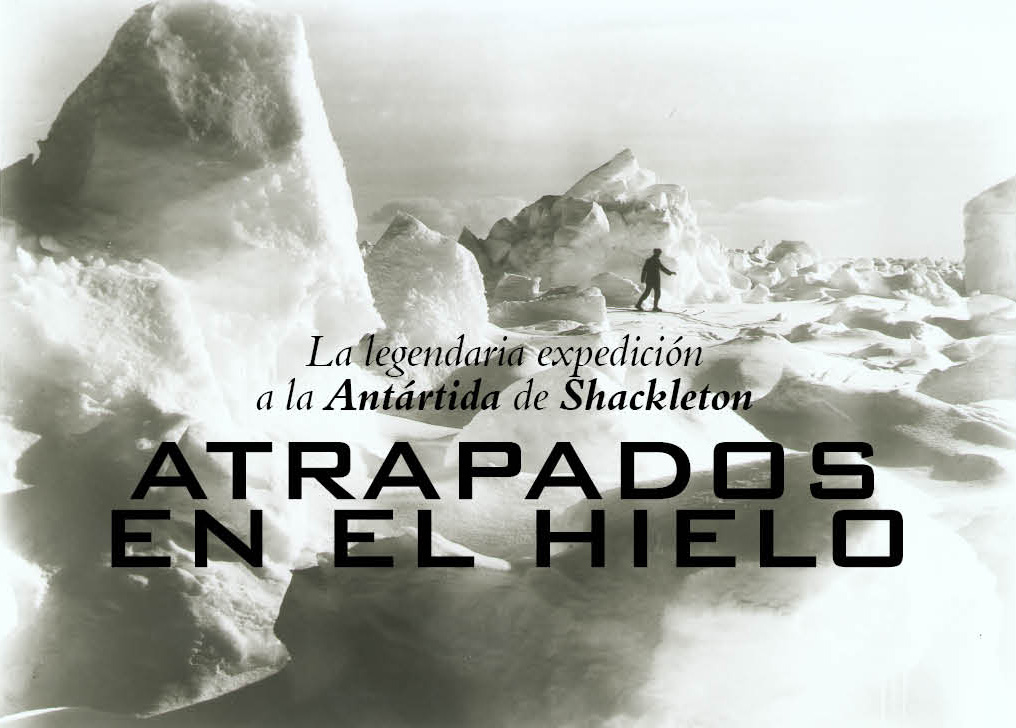 La legendaria expedición
a la Antártida de Shackleton
ATRAPADOS
EN EL HIELO